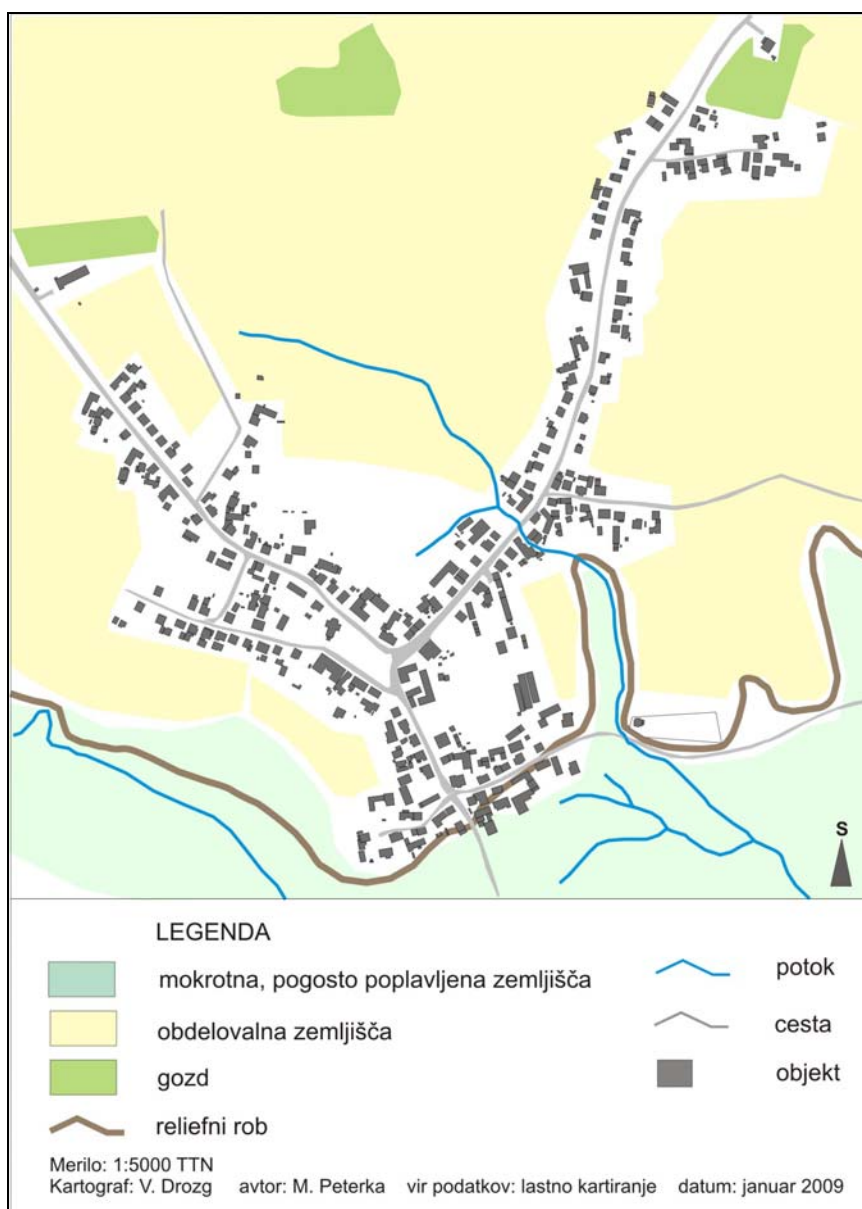 S
LEGENDA
mokrotna, pogosto poplavljena zemljišča
obdelovalna zemljišča
gozd
reliefni rob
potok
cesta
objekt
Merilo: 1:5000 TTN
Kartograf: V. Drozg avtor: M. Peterka vir podatkov: lastno kartiranje datum: januar 2009